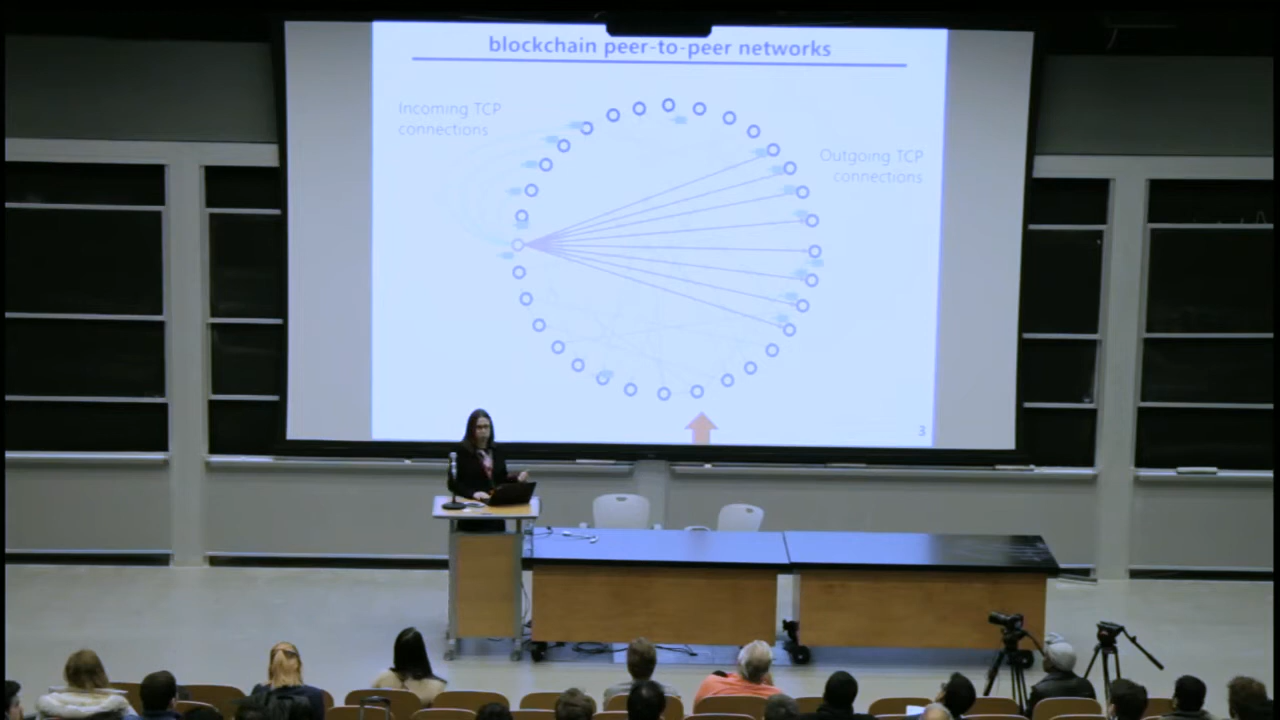 blockchain peer-to-peer networks
Incoming TCP
connections
Outgoing TCP
connections
3